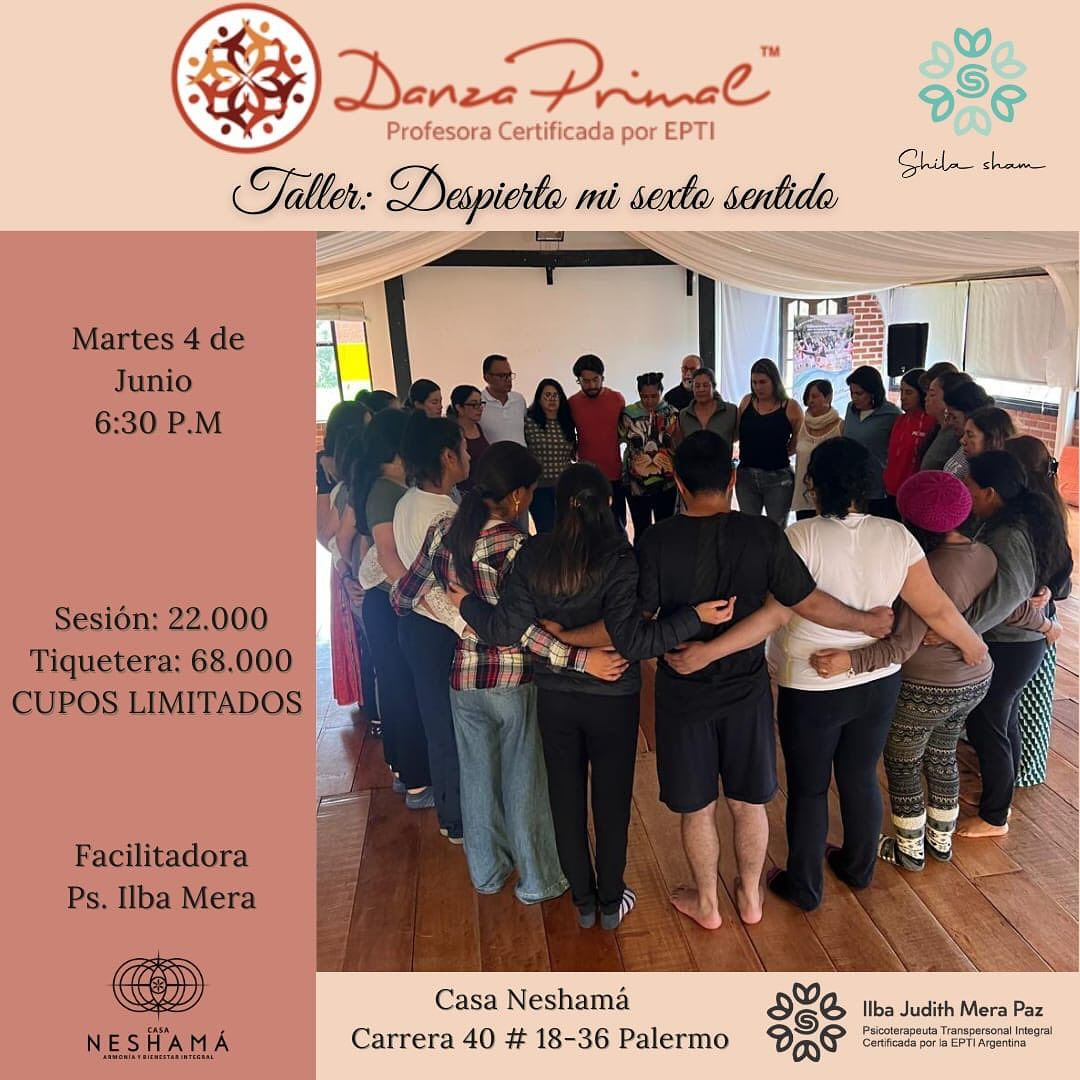 Danza Primal™
Profesora Certificada por EPTI
Shila sham
Taller: Despierto mi sexto sentido
Martes 4 de
Junio
6:30 P.M
Sesión: 22.000
Tiquetera: 68.000
CUPOS LIMITADOS
Facilitadora
Ps. Ilba Mera
CASA
NESHAMÁ
ARMONÍA Y BIENESTAR INTEGRAL
Casa Neshamá
Carrera 40 # 18-36 Palermo
Ilba Judith Mera Paz
Psicoterapeuta Transpersonal Integral
Certificada por la EPTI Argentina